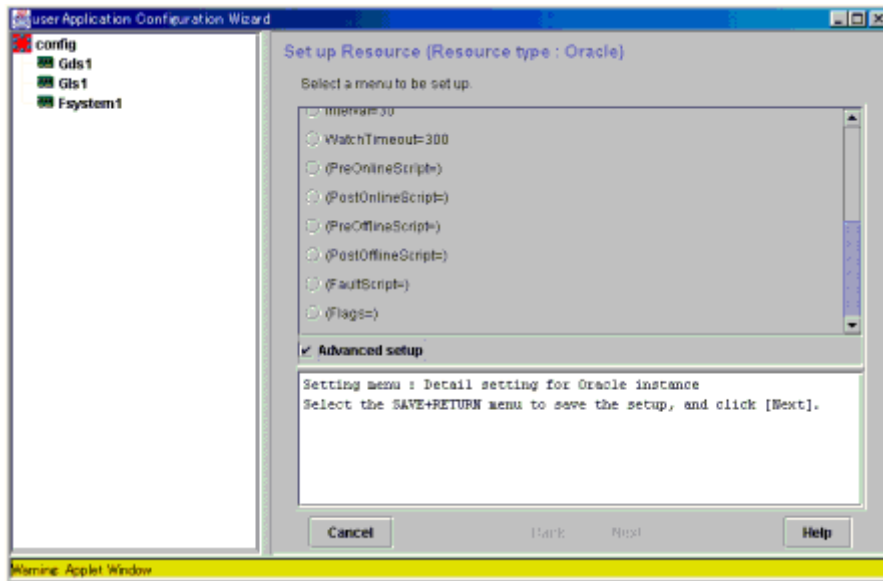 userApplication Configuration Wizard
config
Gds1
Gls1
Fsystem1
Set up Resource (Resource type : Oracle)
Select a menu to be set up.
Interval=30
WatchTimeout=300
(PreOnlineScript=)
(PostOnlineScript=)
(PreOfflineScript=)
(PostOfflineScript=)
(FaultScript=)
(Flags=)
Advanced setup
Setting menu : Detail setting for Oracle instance
Select the SAVE+RETURN menu to save the setup, and click [Next].
Cancel Back Next Help
Warning: Applet Window